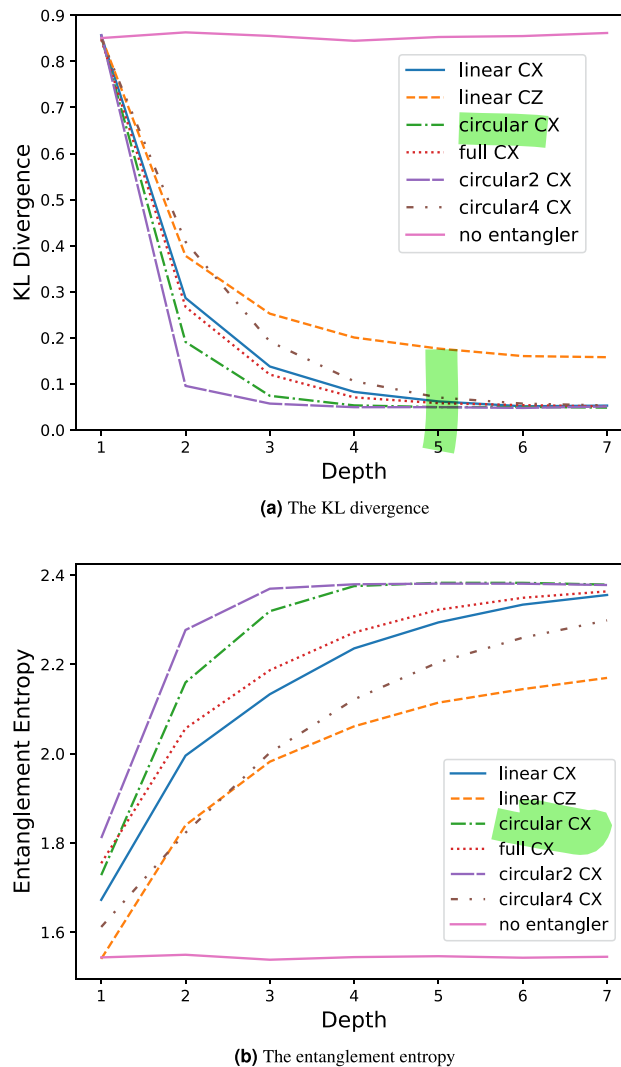 0.9
0.8
0.7
0.6
0.5
0.4
0.3
0.2
0.1
0.0
KL Divergence
linear CX
linear CZ
circular CX
full CX
circular2 CX
circular4 CX
no entangler
1 2 3 4 5 6 7
Depth
(a) The KL divergence
2.4
2.2
2.0
1.8
1.6
Entanglement Entropy
linear CX
linear CZ
circular CX
full CX
circular2 CX
circular4 CX
no entangler
1 2 3 4 5 6 7
Depth
(b) The entanglement entropy